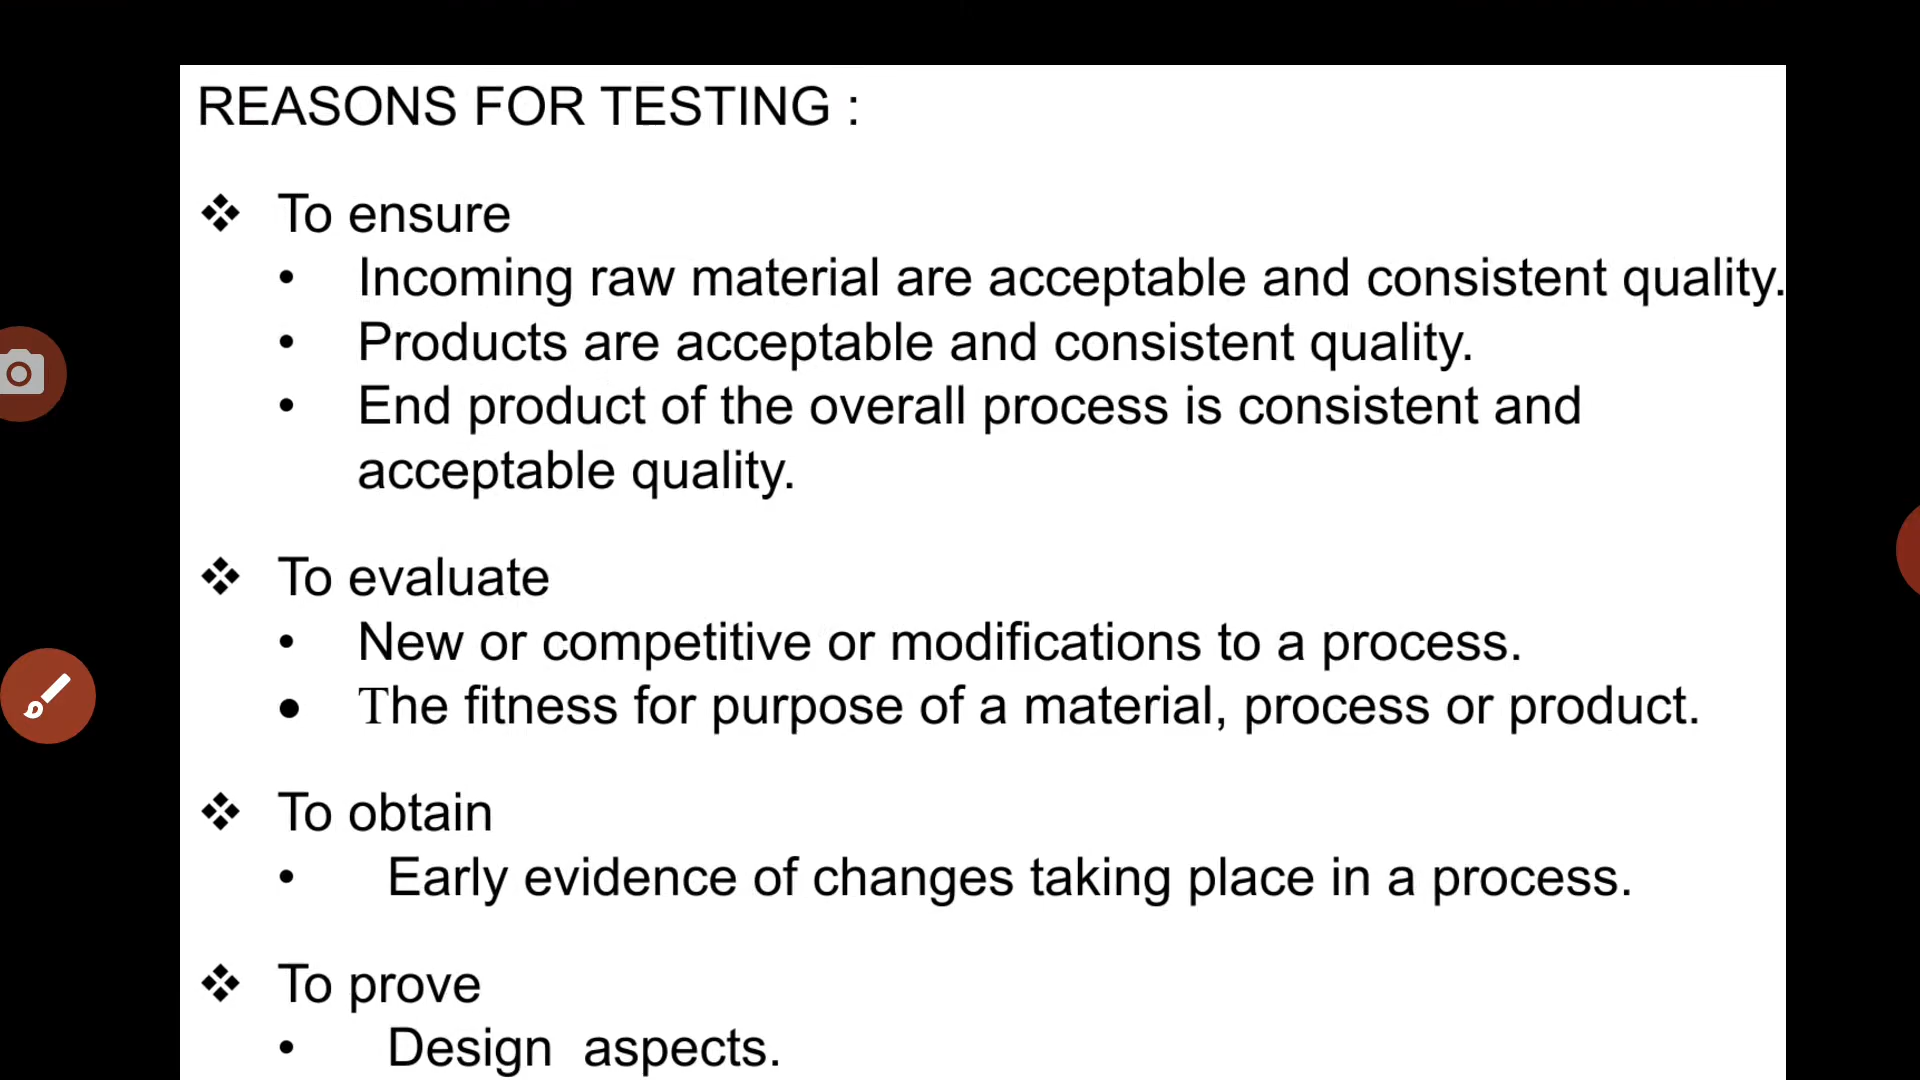 REASONS FOR TESTING :
❖ To ensure
• Incoming raw material are acceptable and consistent quality.
• Products are acceptable and consistent quality.
• End product of the overall process is consistent and
acceptable quality.
❖ To evaluate
• New or competitive or modifications to a process.
• The fitness for purpose of a material, process or product.
❖ To obtain
• Early evidence of changes taking place in a process.
❖ To prove
• Design aspects.